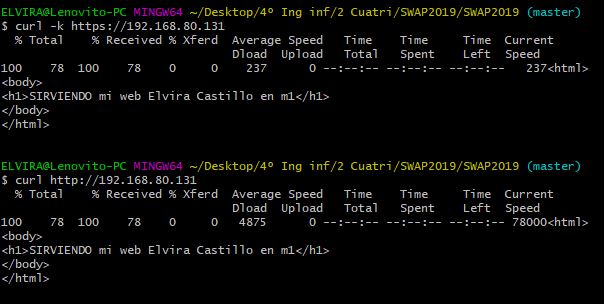 ELVIRA@Lenovito-PC MINGW64 ~/Desktop/4º Ing inf/2 Cuatri/SWAP2019/SWAP2019 (master)
$ curl -k https://192.168.80.131
  % Total    % Received % Xferd  Average Speed   Time    Time     Time  Current
                                 Dload  Upload   Total   Spent    Left  Speed
100    78  100    78    0     0    237      0 --:--:-- --:--:-- --:--:--   237<html>
<body>
<h1>SIRVIENDO mi web Elvira Castillo en m1</h1>
</body>
</html>
ELVIRA@Lenovito-PC MINGW64 ~/Desktop/4º Ing inf/2 Cuatri/SWAP2019/SWAP2019 (master)
$ curl http://192.168.80.131
  % Total    % Received % Xferd  Average Speed   Time    Time     Time  Current
                                 Dload  Upload   Total   Spent    Left  Speed
100    78  100    78    0     0   4875      0 --:--:-- --:--:-- --:--:-- 78000<html>
<body>
<h1>SIRVIENDO mi web Elvira Castillo en m1</h1>
</body>
</html>